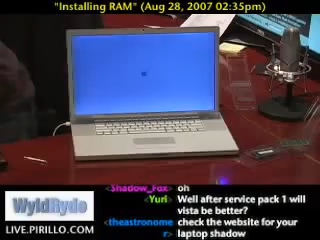 "Installing RAM" (Aug 28, 2007 02:35pm)
<Shadow_Fox> oh
<Yuri> Well after service pack 1 will
vista be better?
<theastronome check the website for your
r> laptop shadow
WyldRyde
LIVE.PIRILLO.COM